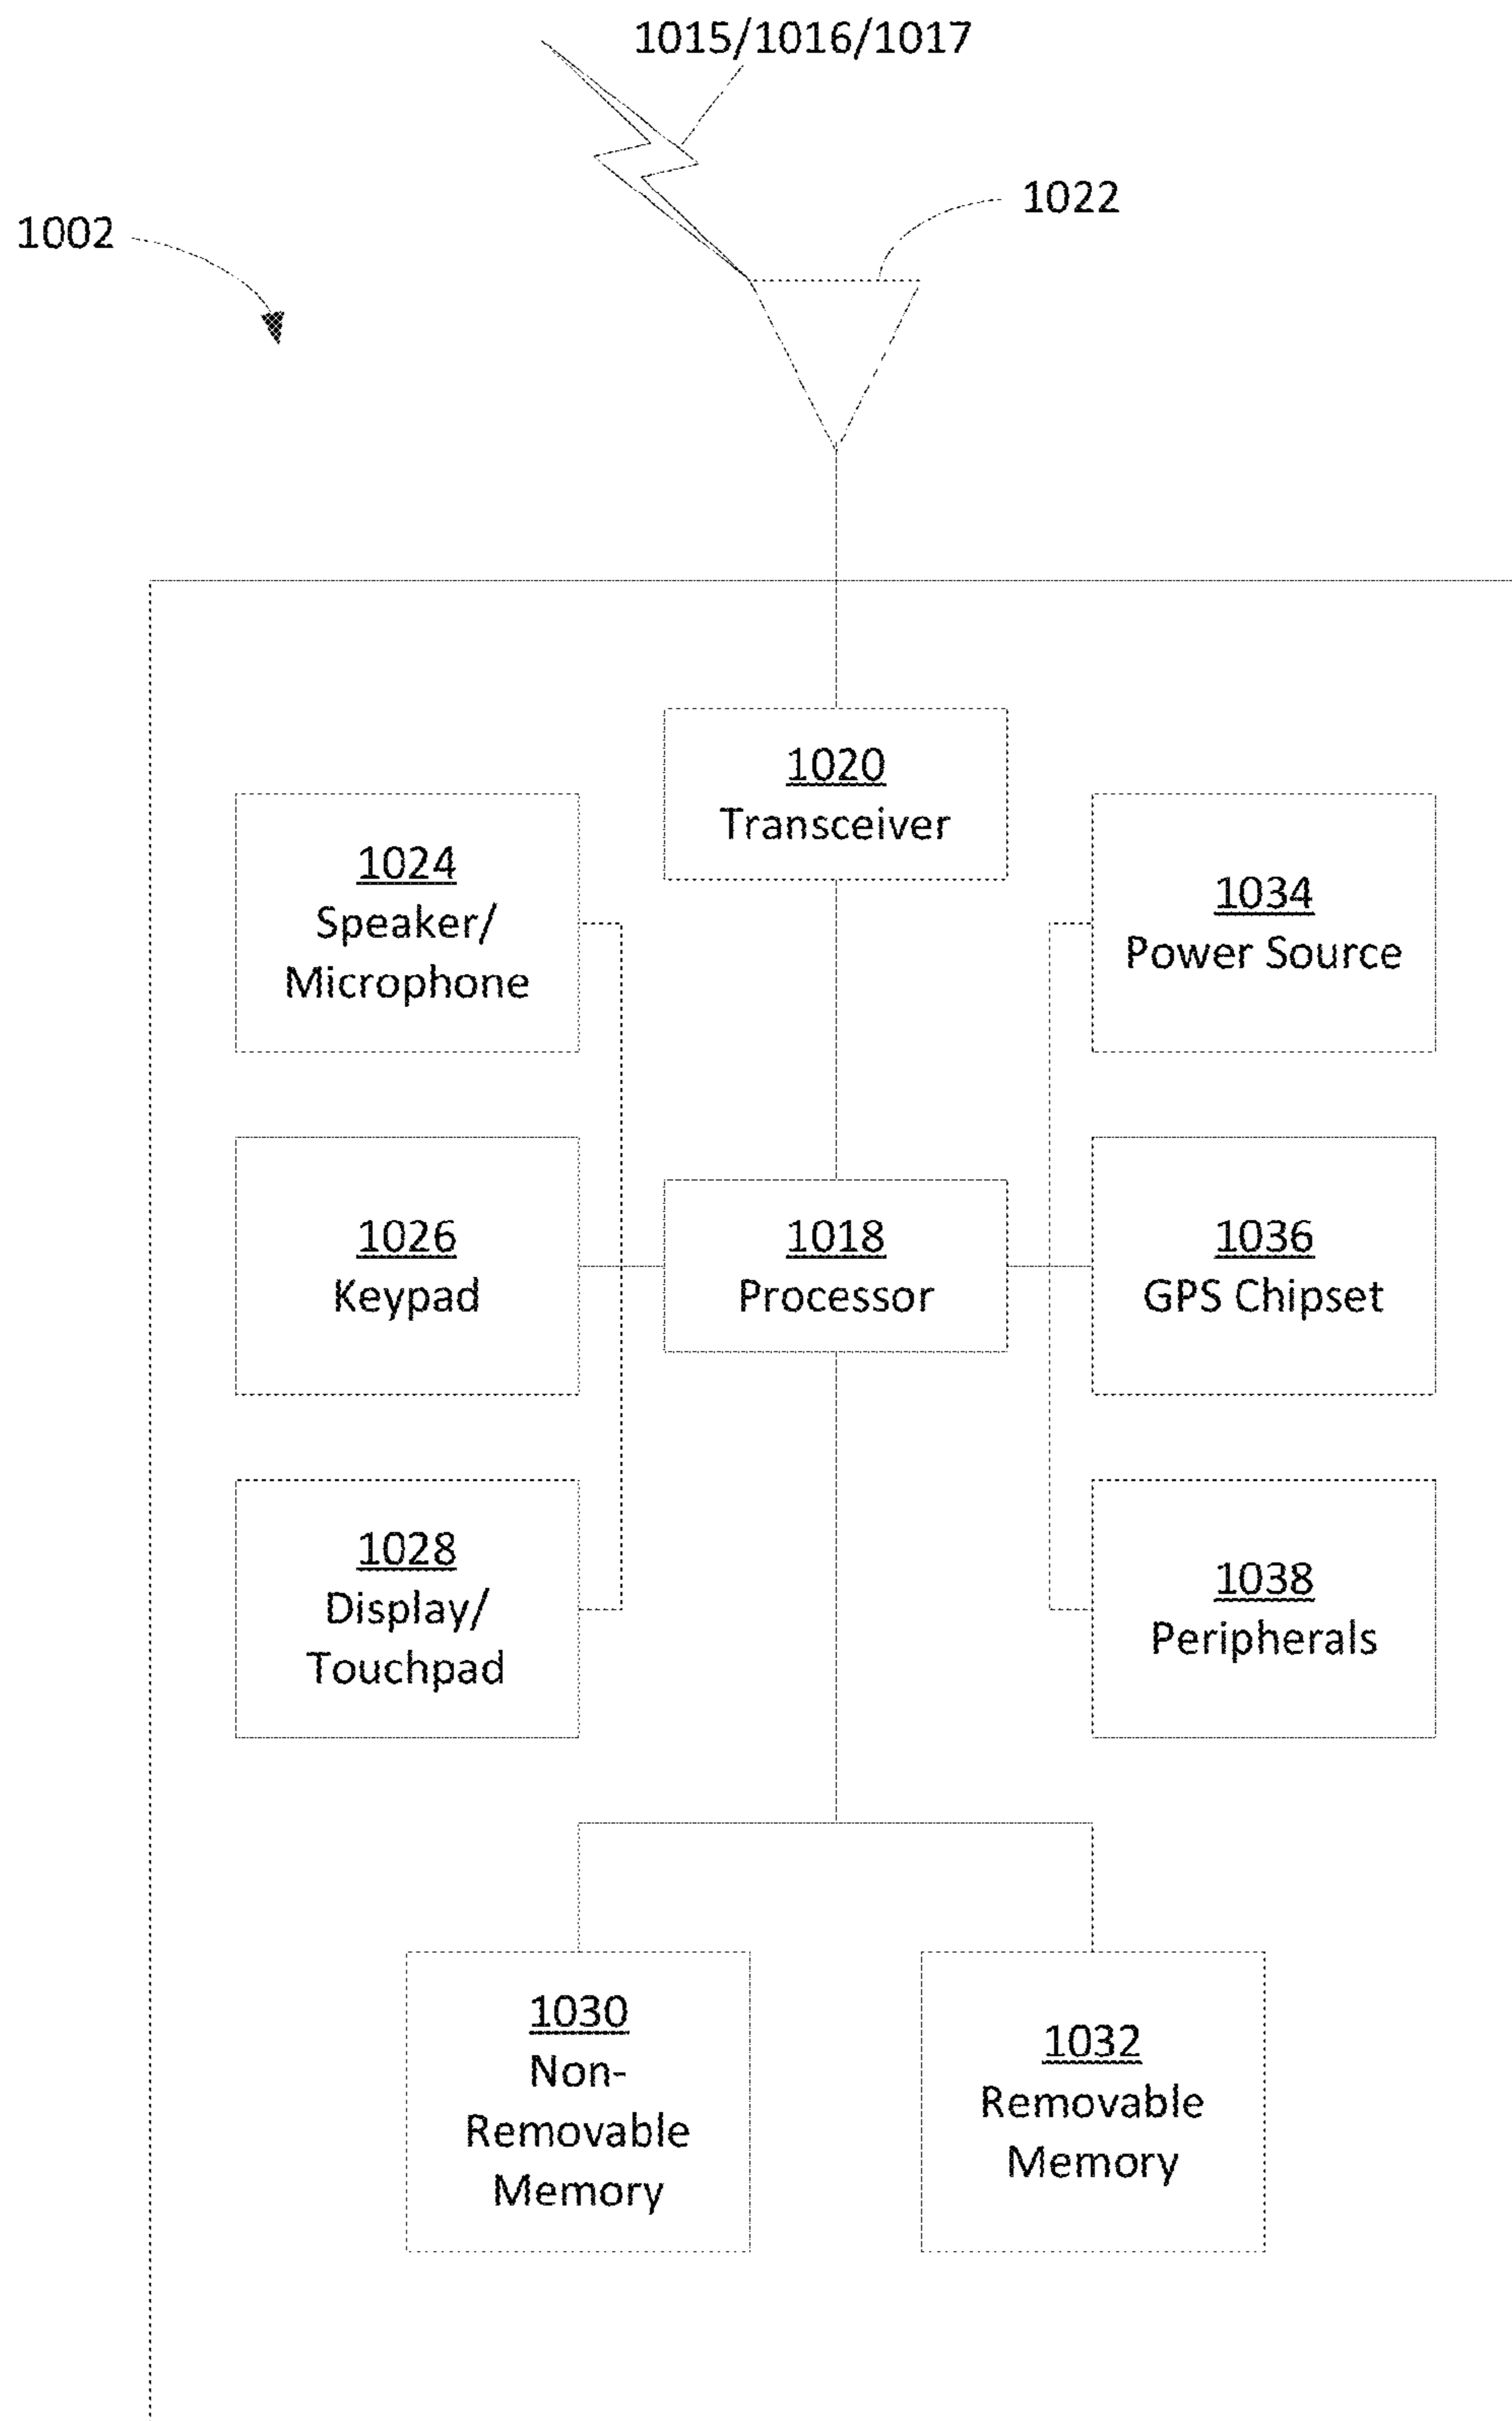 1015/1016/1017
1022
1002
1020
Transceiver
1024
Speaker/
Microphone
1034
Power Source
1026
Keypad
1018
Processor
1036
GPS Chipset
1028
Display/
Touchpad
1038
Peripherals
1030
Non-
Removable
Memory
1032
Removable
Memory